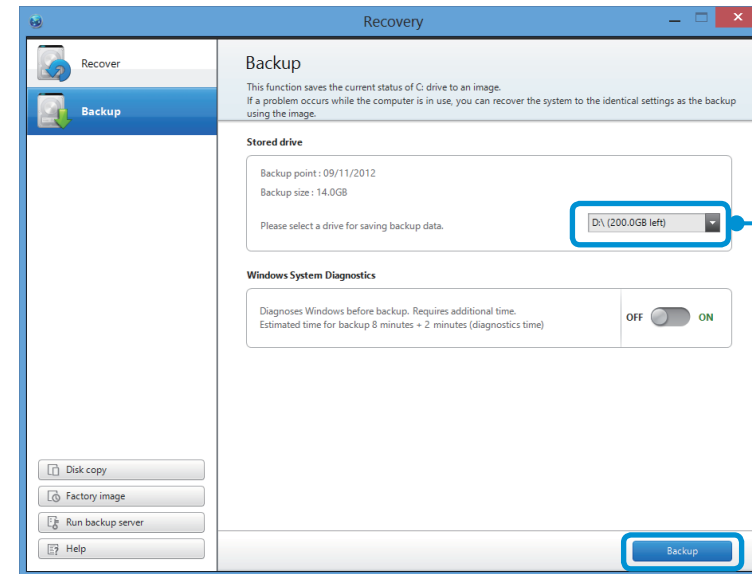 Recovery
Recover
Backup
Backup
This function saves the current status of C: drive to an image.
If a problem occurs while the computer is in use, you can recover the system to the identical settings as the backup
using the image.
Stored drive
Backup point : 09/11/2012
Backup size : 14.0GB
Please select a drive for saving backup data.
D:\ (200.0GB left)
Windows System Diagnostics
Diagnoses Windows before backup. Requires additional time.
Estimated time for backup 8 minutes + 2 minutes (diagnostics time)
OFF ON
Disk copy
Factory image
Run backup server
Help
Backup